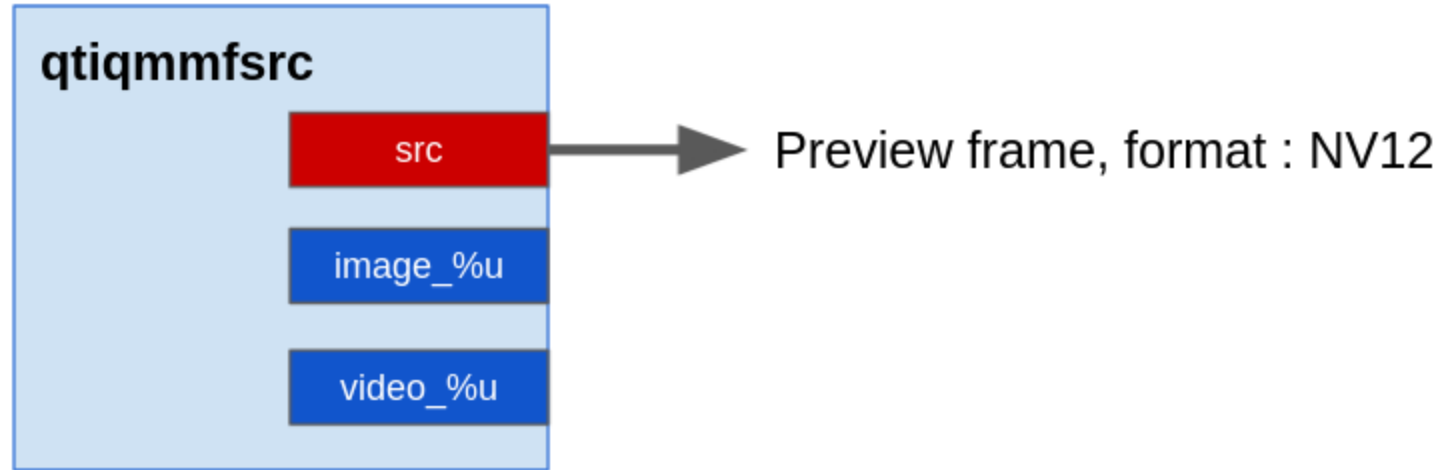 qtiqmmfsrc
src
Preview frame, format : NV12
image_%u
video_%u